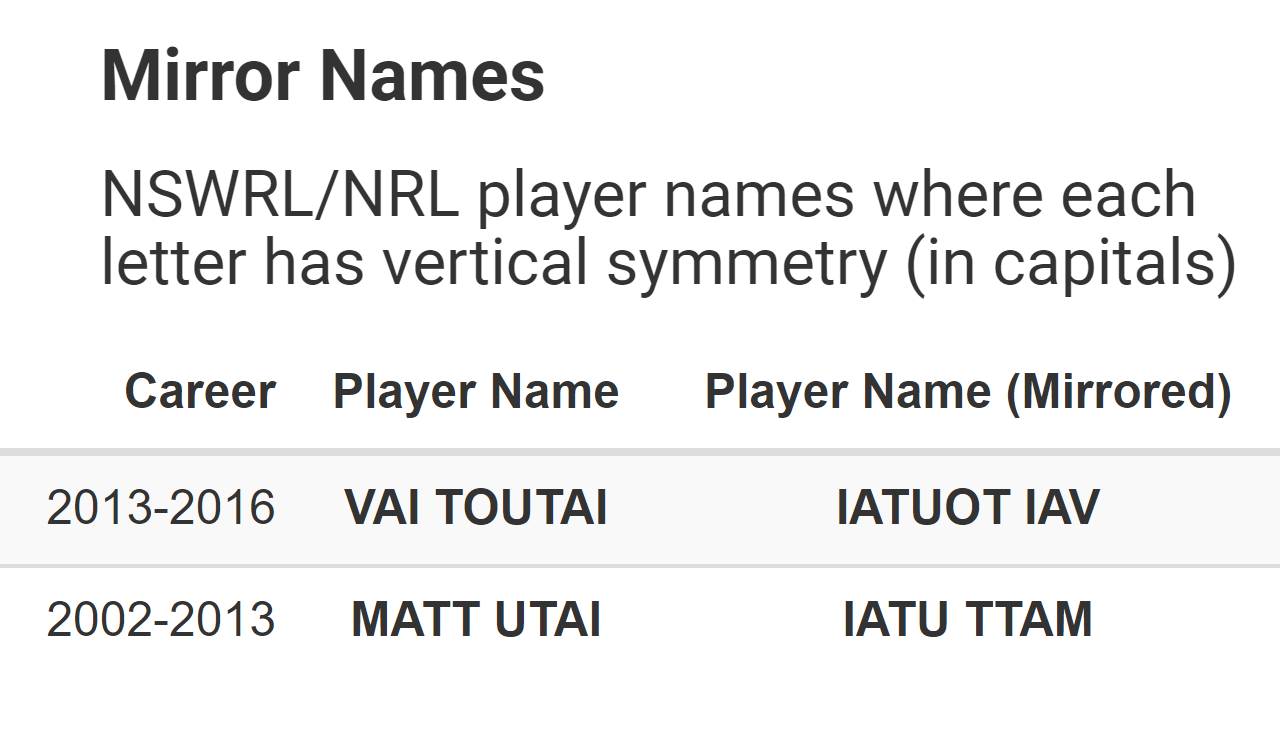 Mirror Names
NSWRL/NRL player names where each
letter has vertical symmetry (in capitals)
Career Player Name Player Name (Mirrored)
2013-2016 VAI TOUTAI IATUOT IAV
2002-2013 MATT UTAI IATU TTAM